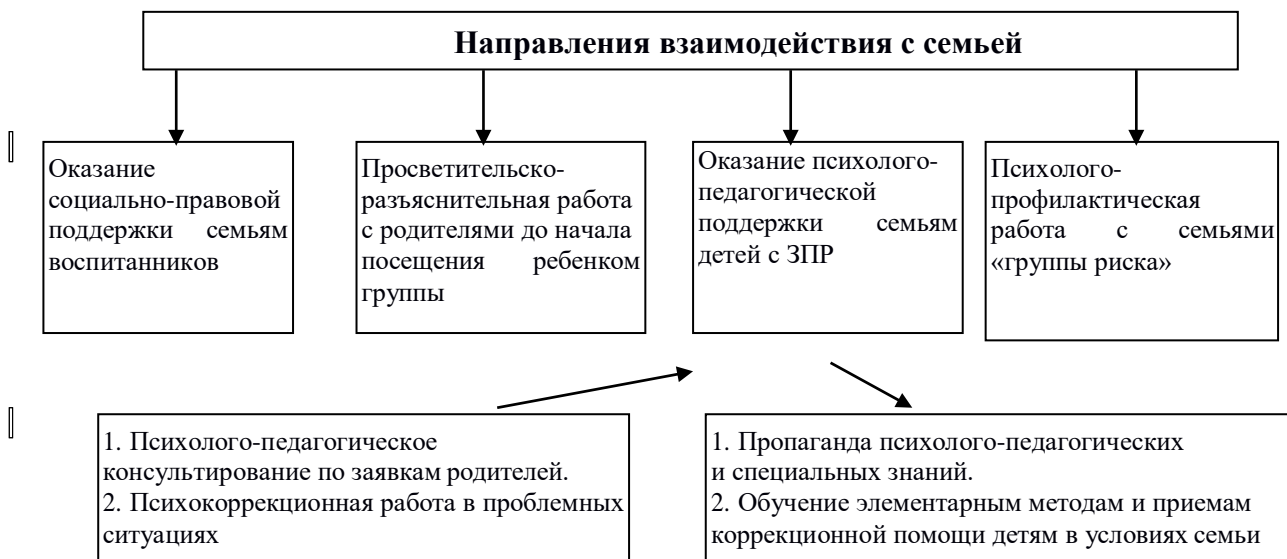 Направления взаимодействия с семьей
Оказание
социально-правовой
поддержки семьям
воспитанников
Просветительско-
разъяснительная работа
с родителями до начала
посещения ребенком
группы
Оказание психолого-
педагогической
поддержки семьям
детей с ЗПР
Психолого-
профилактическая
работа с семьями
«группы риска»
1. Психолого-педагогическое
консультирование по заявкам родителей.
2. Психокоррекционная работа в проблемных
ситуациях
1. Пропаганда психолого-педагогических
и специальных знаний.
2. Обучение элементарным методам и приемам
коррекционной помощи детям в условиях семьи